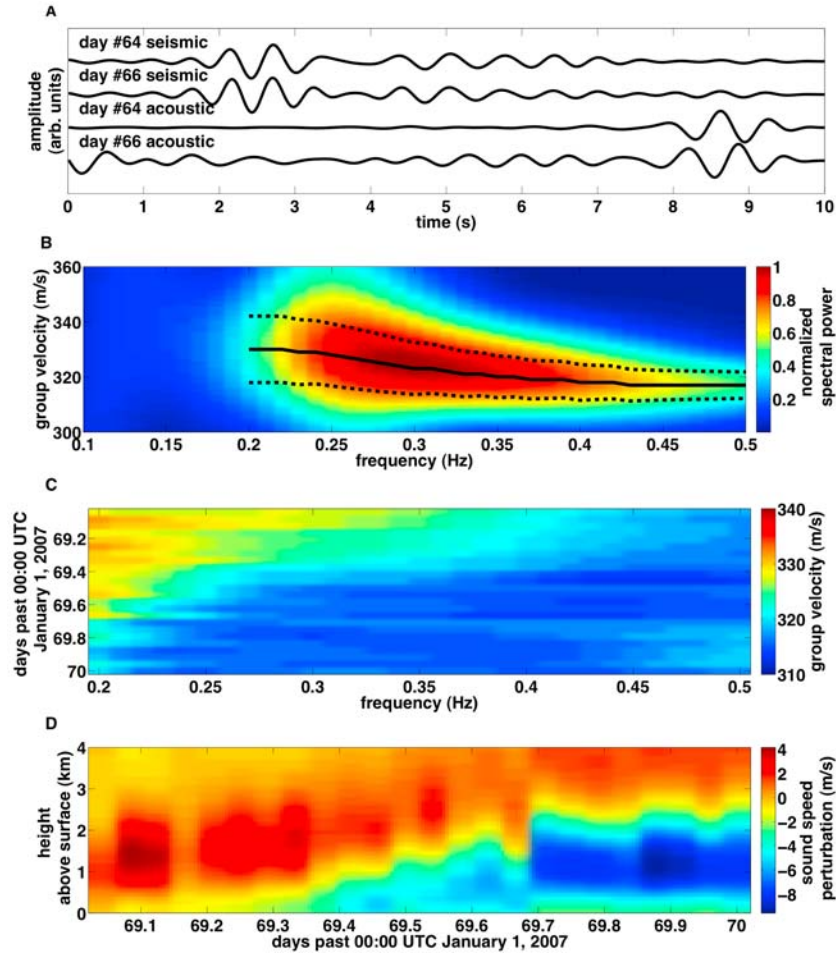 A
day #64 seismic
day #66 seismic
day #64 acoustic
day #66 acoustic
amplitude
(arb. units)
0 1 2 3 4 5 6 7 8 9 10
time (s)
B
360
340
320
300
group velocity (m/s)
0.1 0.15 0.2 0.25 0.3 0.35 0.4 0.45 0.5
frequency (Hz)
1
0.8
0.6
0.4
0.2
normalized
spectral power
C
days past 00:00 UTC
January 1, 2007
69.2
69.4
69.6
69.8
70
0.2 0.25 0.3 0.35 0.4 0.45 0.5
frequency (Hz)
340
330
320
310
group velocity (m/s)
D
height
above surface (km)
4
3
2
1
0
69.1 69.2 69.3 69.4 69.5 69.6 69.7 69.8 69.9 70
days past 00:00 UTC January 1, 2007
4
2
0
−2
−4
−6
−8
sound speed
perturbation (m/s)